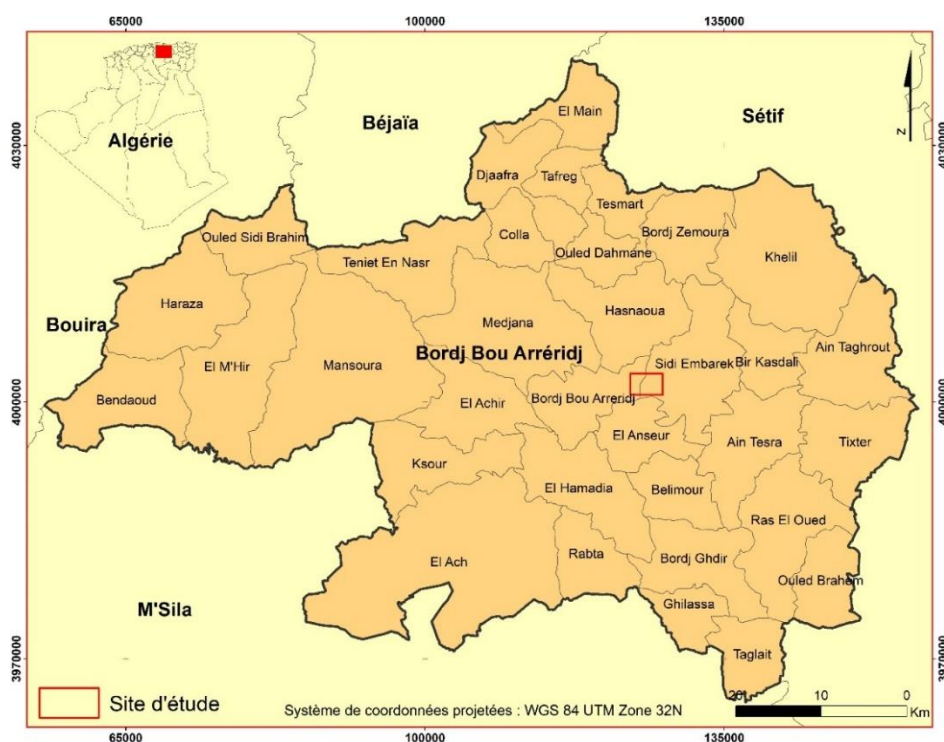 65000
100000
135000
Algérie
Béjaïa
Sétif
N
4030000
4030000
El Main
Djaafra
Tafreg
Tesmart
Ouled Sidi Brahim
Colla
Bordj Zemoura
Ouled Dahmane
Teniet En Nasr
Khelil
Haraza
Hasnaoua
Medjana
Bouira
Ain Taghrout
Bordj Bou Arréridj
El M'Hir
Mansoura
Sidi Embarek
Bir Kasdali
4000000
4000000
Bendaoud
El Achir
Bordj Bou Arreridj
El Anseur
Ain Tesra
Tixter
Ksour
El Hamadia
Belimour
Ras El Oued
El Ach
Rabta
Bordj Ghdir
Ouled Brahem
M'Sila
Ghilassa
Taglait
3970000
3970000
Site d'étude
Système de coordonnées projetées : WGS 84 UTM Zone 32N
20
10
0
Km
65000
100000
135000